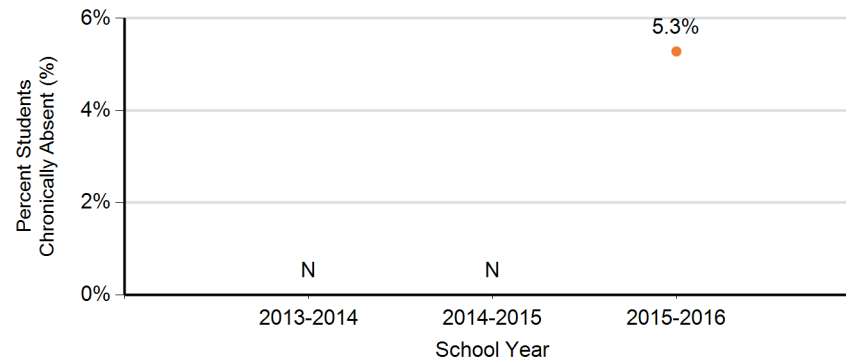 6%
5.3%
Percent Students
Chronically Absent (%)
4%
2%
N N
0%
2013-2014 2014-2015 2015-2016
School Year